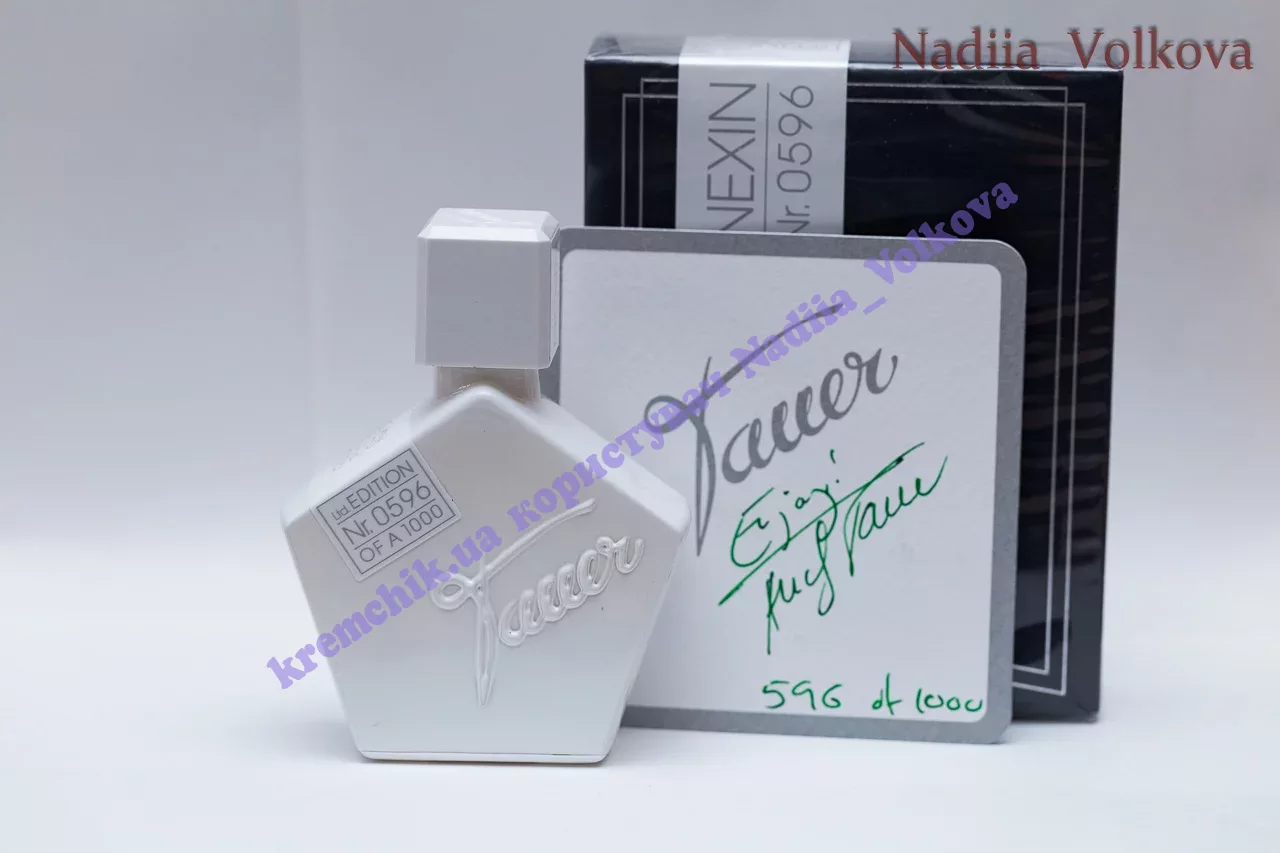 Nadiia Volkova
NEXIN
Nr. 0596
kremchik.ua користувач Nadiia_Volkova
Tauer
Enjoy!
596 of 1000
Ltd EDITION
Nr. 0596
OF A 1000
Tauer